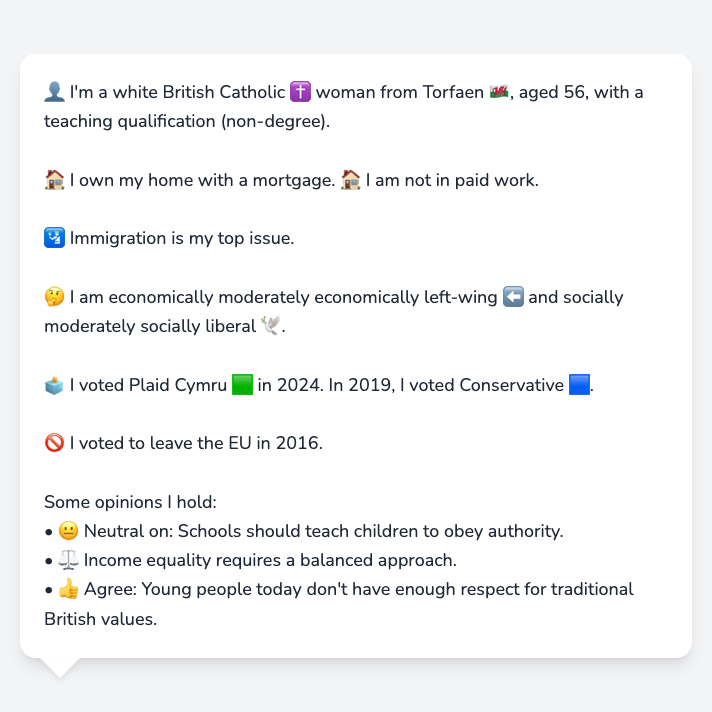 👤 I'm a white British Catholic ✝️ woman from Torfaen 🏴󠁧󠁢󠁷󠁬󠁳󠁿, aged 56, with a
teaching qualification (non-degree).
🏠 I own my home with a mortgage. 🏠 I am not in paid work.
🛂 Immigration is my top issue.
🤔 I am economically moderately economically left-wing ⬅️ and socially
moderately socially liberal 🕊️.
🗳️ I voted Plaid Cymru 🟩 in 2024. In 2019, I voted Conservative 🟦.
🚫 I voted to leave the EU in 2016.
Some opinions I hold:
• 😐 Neutral on: Schools should teach children to obey authority.
• ⚖️ Income equality requires a balanced approach.
• 👍 Agree: Young people today don't have enough respect for traditional
British values.